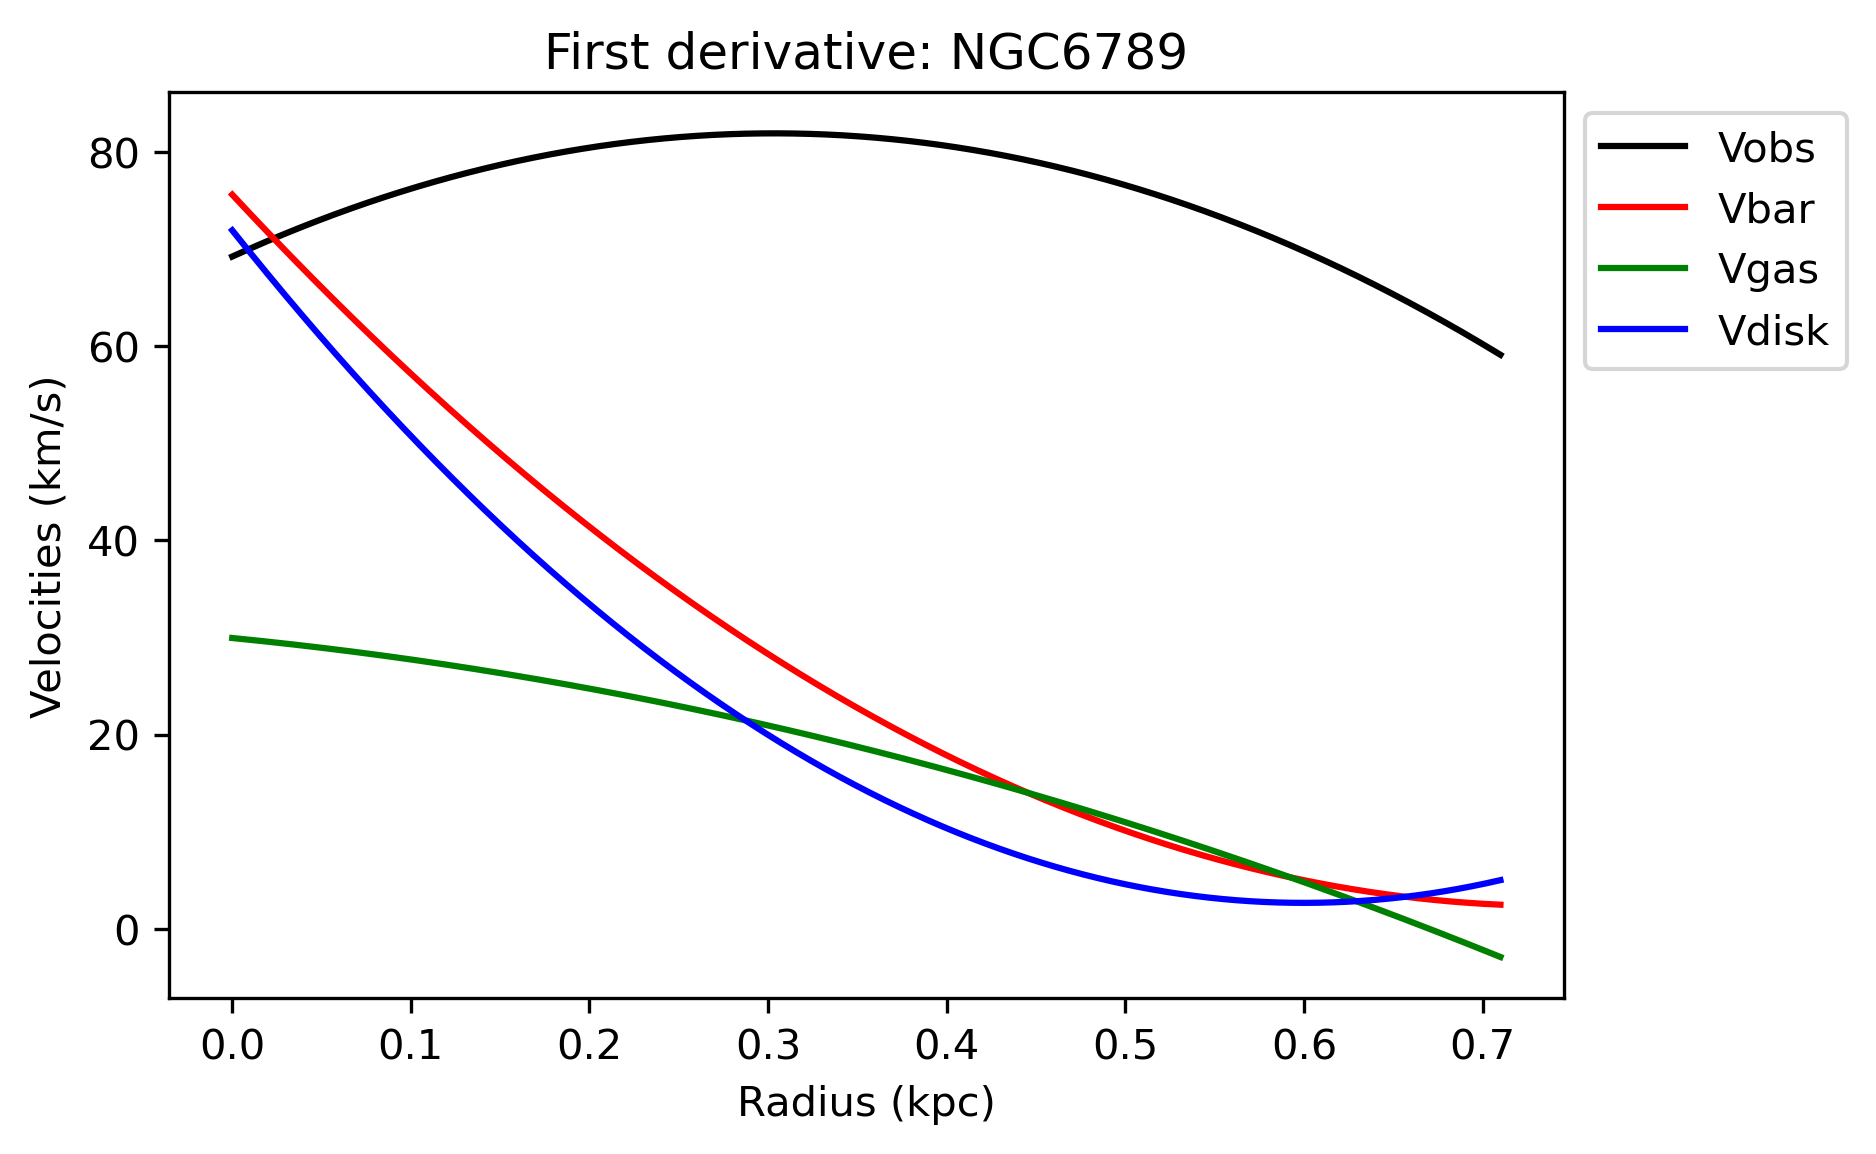 First derivative: NGC6789
Velocities (km/s)
80
60
40
20
0
0.0 0.1 0.2 0.3 0.4 0.5 0.6 0.7
Radius (kpc)
Vobs
Vbar
Vgas
Vdisk